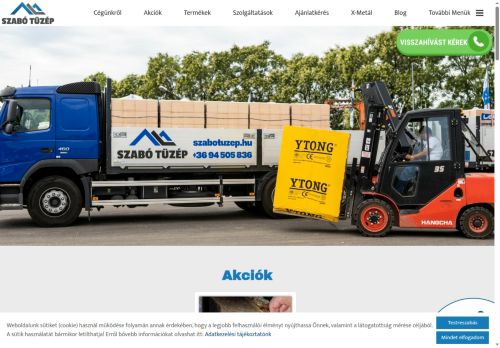 SZABÓ TÜZÉP
Cégünkről
Akciók
Termékek
Szolgáltatások
Ajánlatkérés
X-Metál
Blog
További Menük
VISSZAHÍVÁST KÉREK
460
SZABÓ TÜZÉP
szabotuzep.hu
+36 94 505 836
YTONG
YTONG
35
HANGCHA
Akciók
Weboldalunk sütiket (cookie) használ működése folyamán annak érdekében, hogy a legjobb felhasználói élményt nyújthassa Önnek, valamint a látogatottság mérése céljából.
A sütik használatát bármikor letilthatja! Erről bővebb információkat olvashat itt: Adatkezelési tájékoztatónk
Testreszabás
Mindet elfogadom